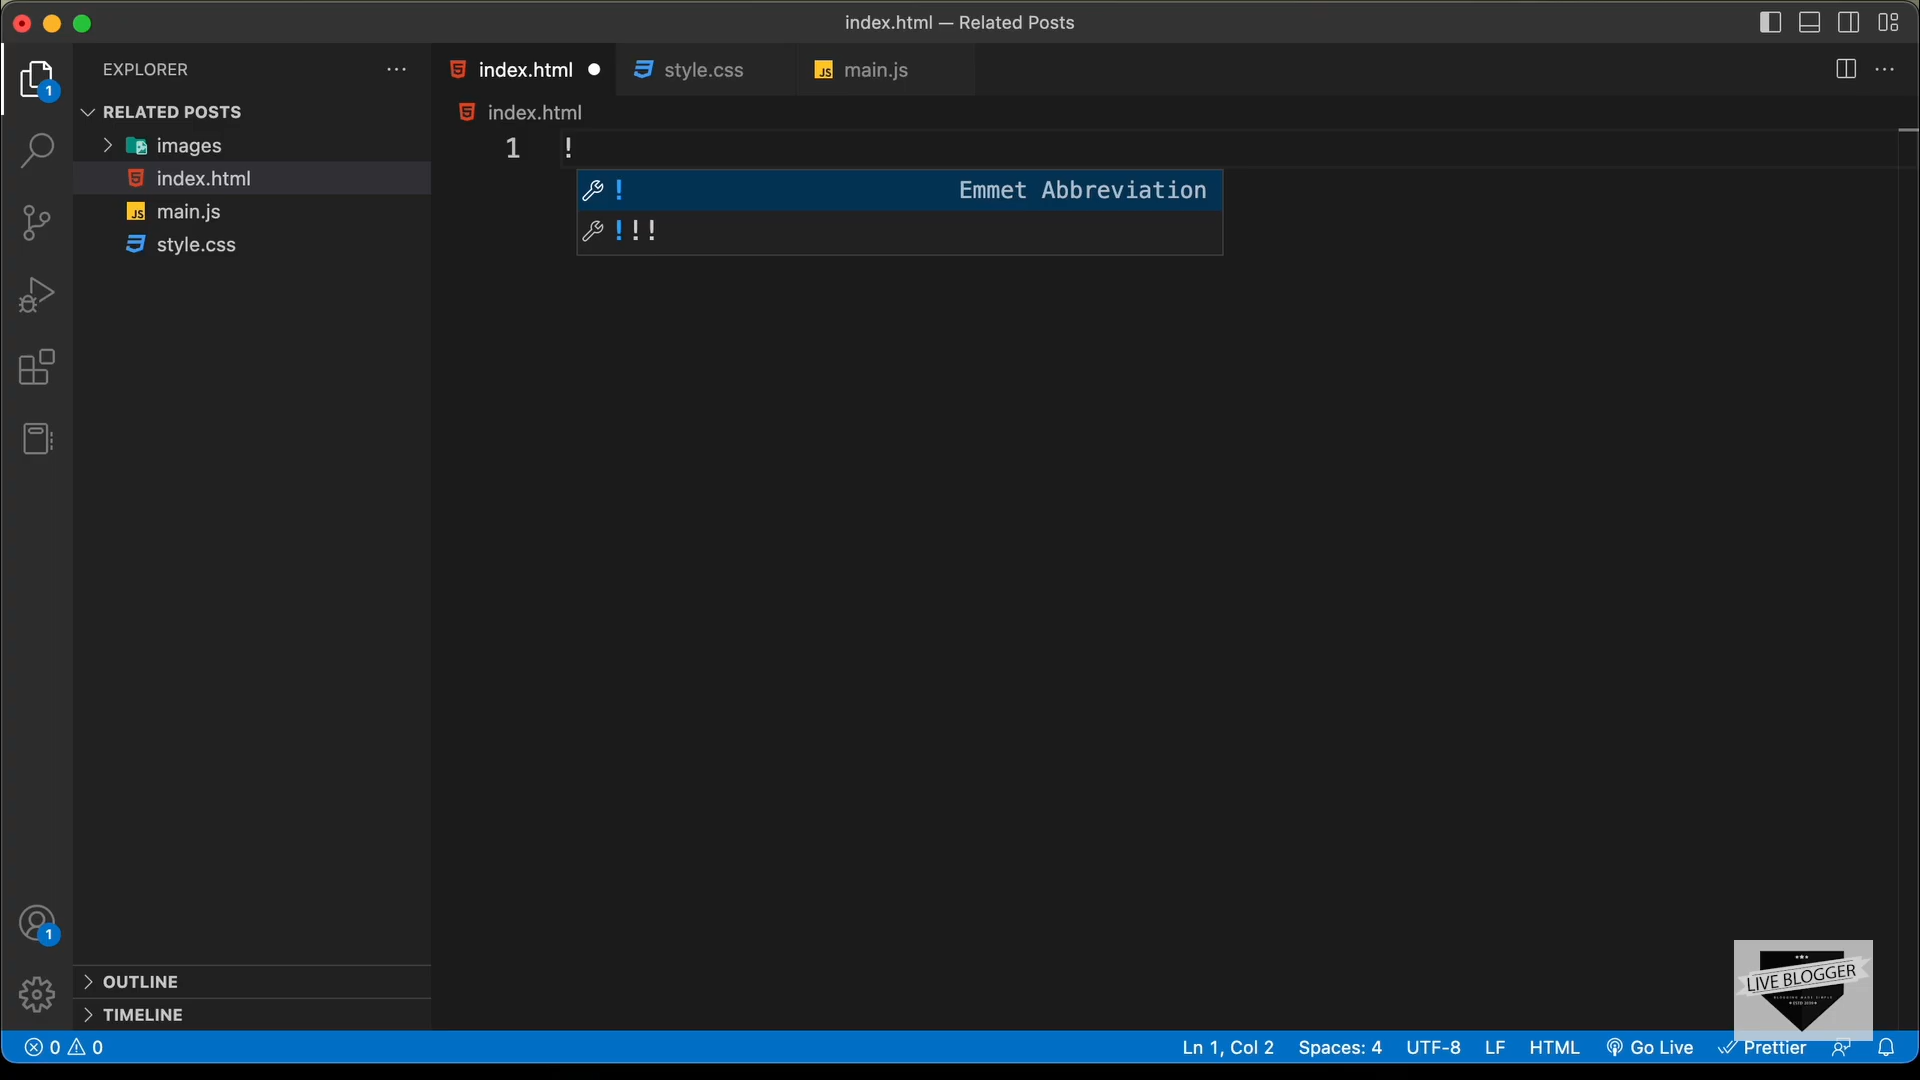 index.html — Related Posts
EXPLORER
RELATED POSTS
images
index.html
main.js
style.css
OUTLINE
TIMELINE
index.html
style.css
main.js
index.html
1 !
! Emmet Abbreviation
!!!
LIVE BLOGGER
1
1
0 0
Ln 1, Col 2
Spaces: 4
UTF-8
LF
HTML
Go Live
Prettier